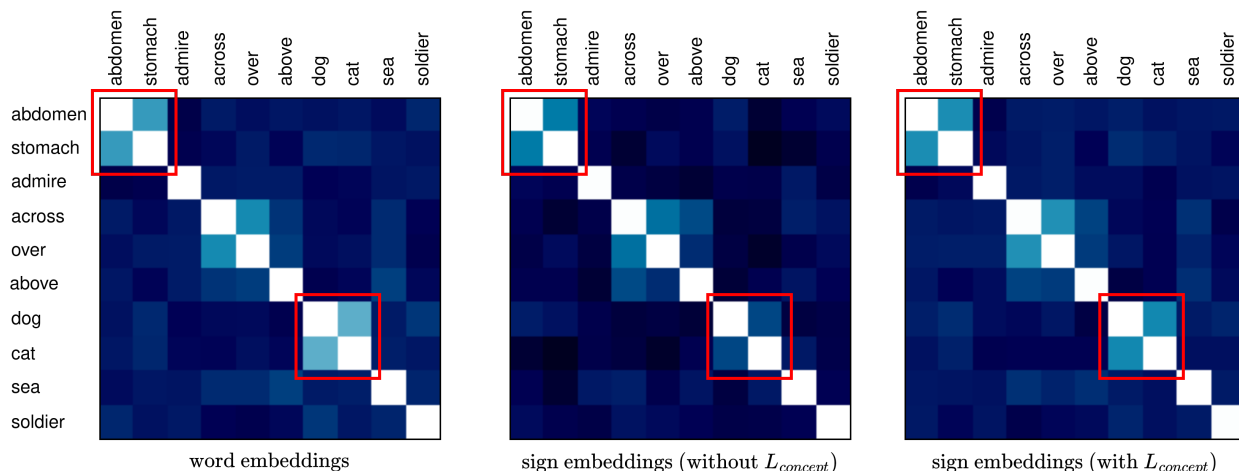 abdomen stomach admire across over above dog cat sea soldier
abdomen stomach admire across over above dog cat sea soldier
abdomen stomach admire across over above dog cat sea soldier
abdomen
stomach
admire
across
over
above
dog
cat
sea
soldier
word embeddings
sign embeddings (without L_concept)
sign embeddings (with L_concept)